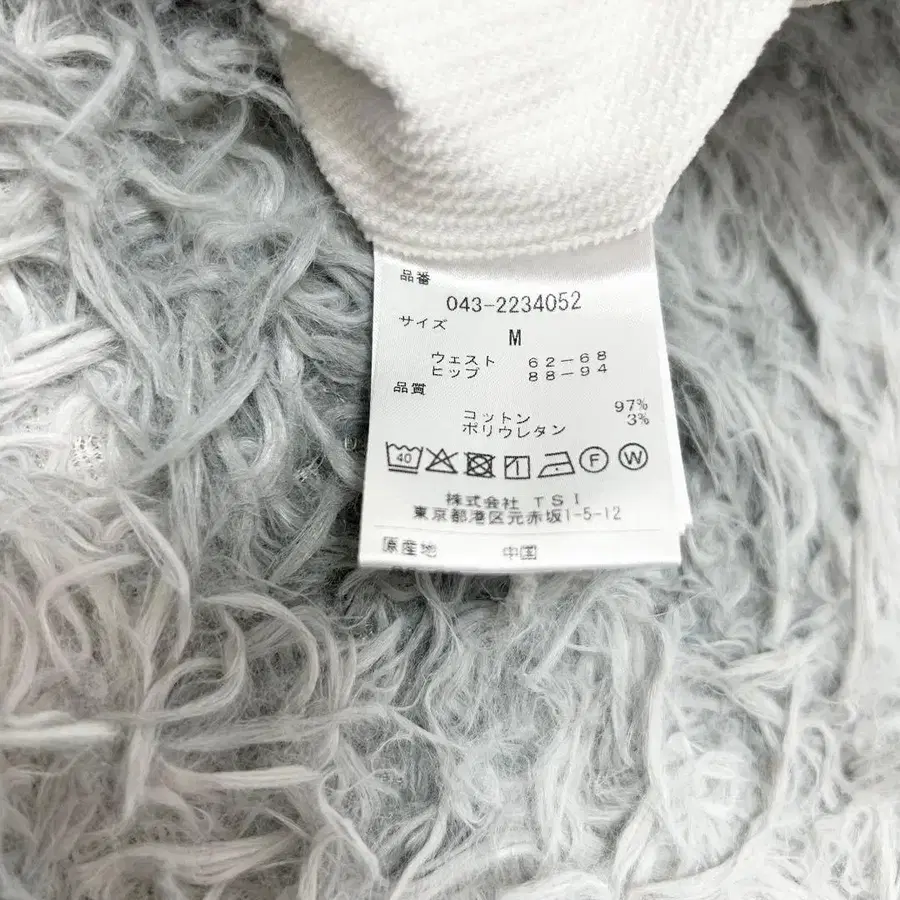 品番
043-2234052
サイズ
M
ウェスト 62-68
ヒップ 88-94
品質
コットン 97%
ポリウレタン 3%
40 F W
株式会社 TSI
東京都港区元赤坂1-5-12
原産地 中国